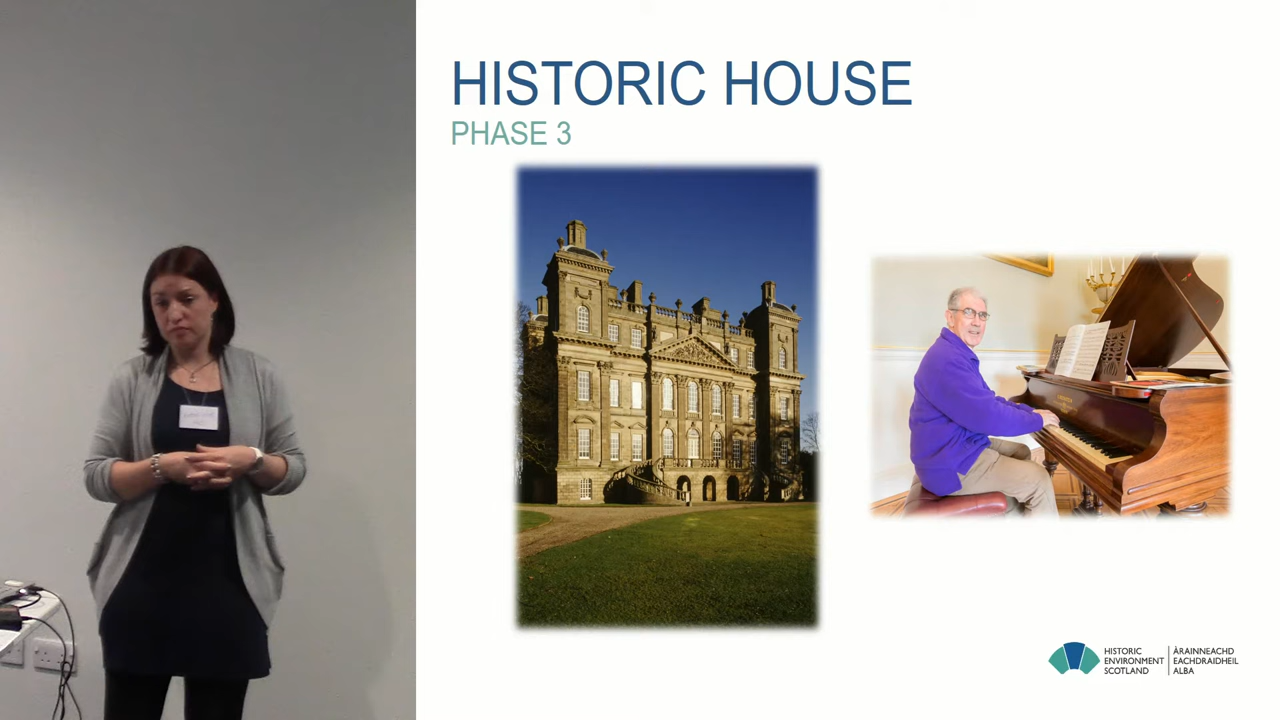 HISTORIC HOUSE
PHASE 3
HISTORIC
ENVIRONMENT
SCOTLAND
ÀRAINNEACHD
EACHDRAIDHEIL
ALBA